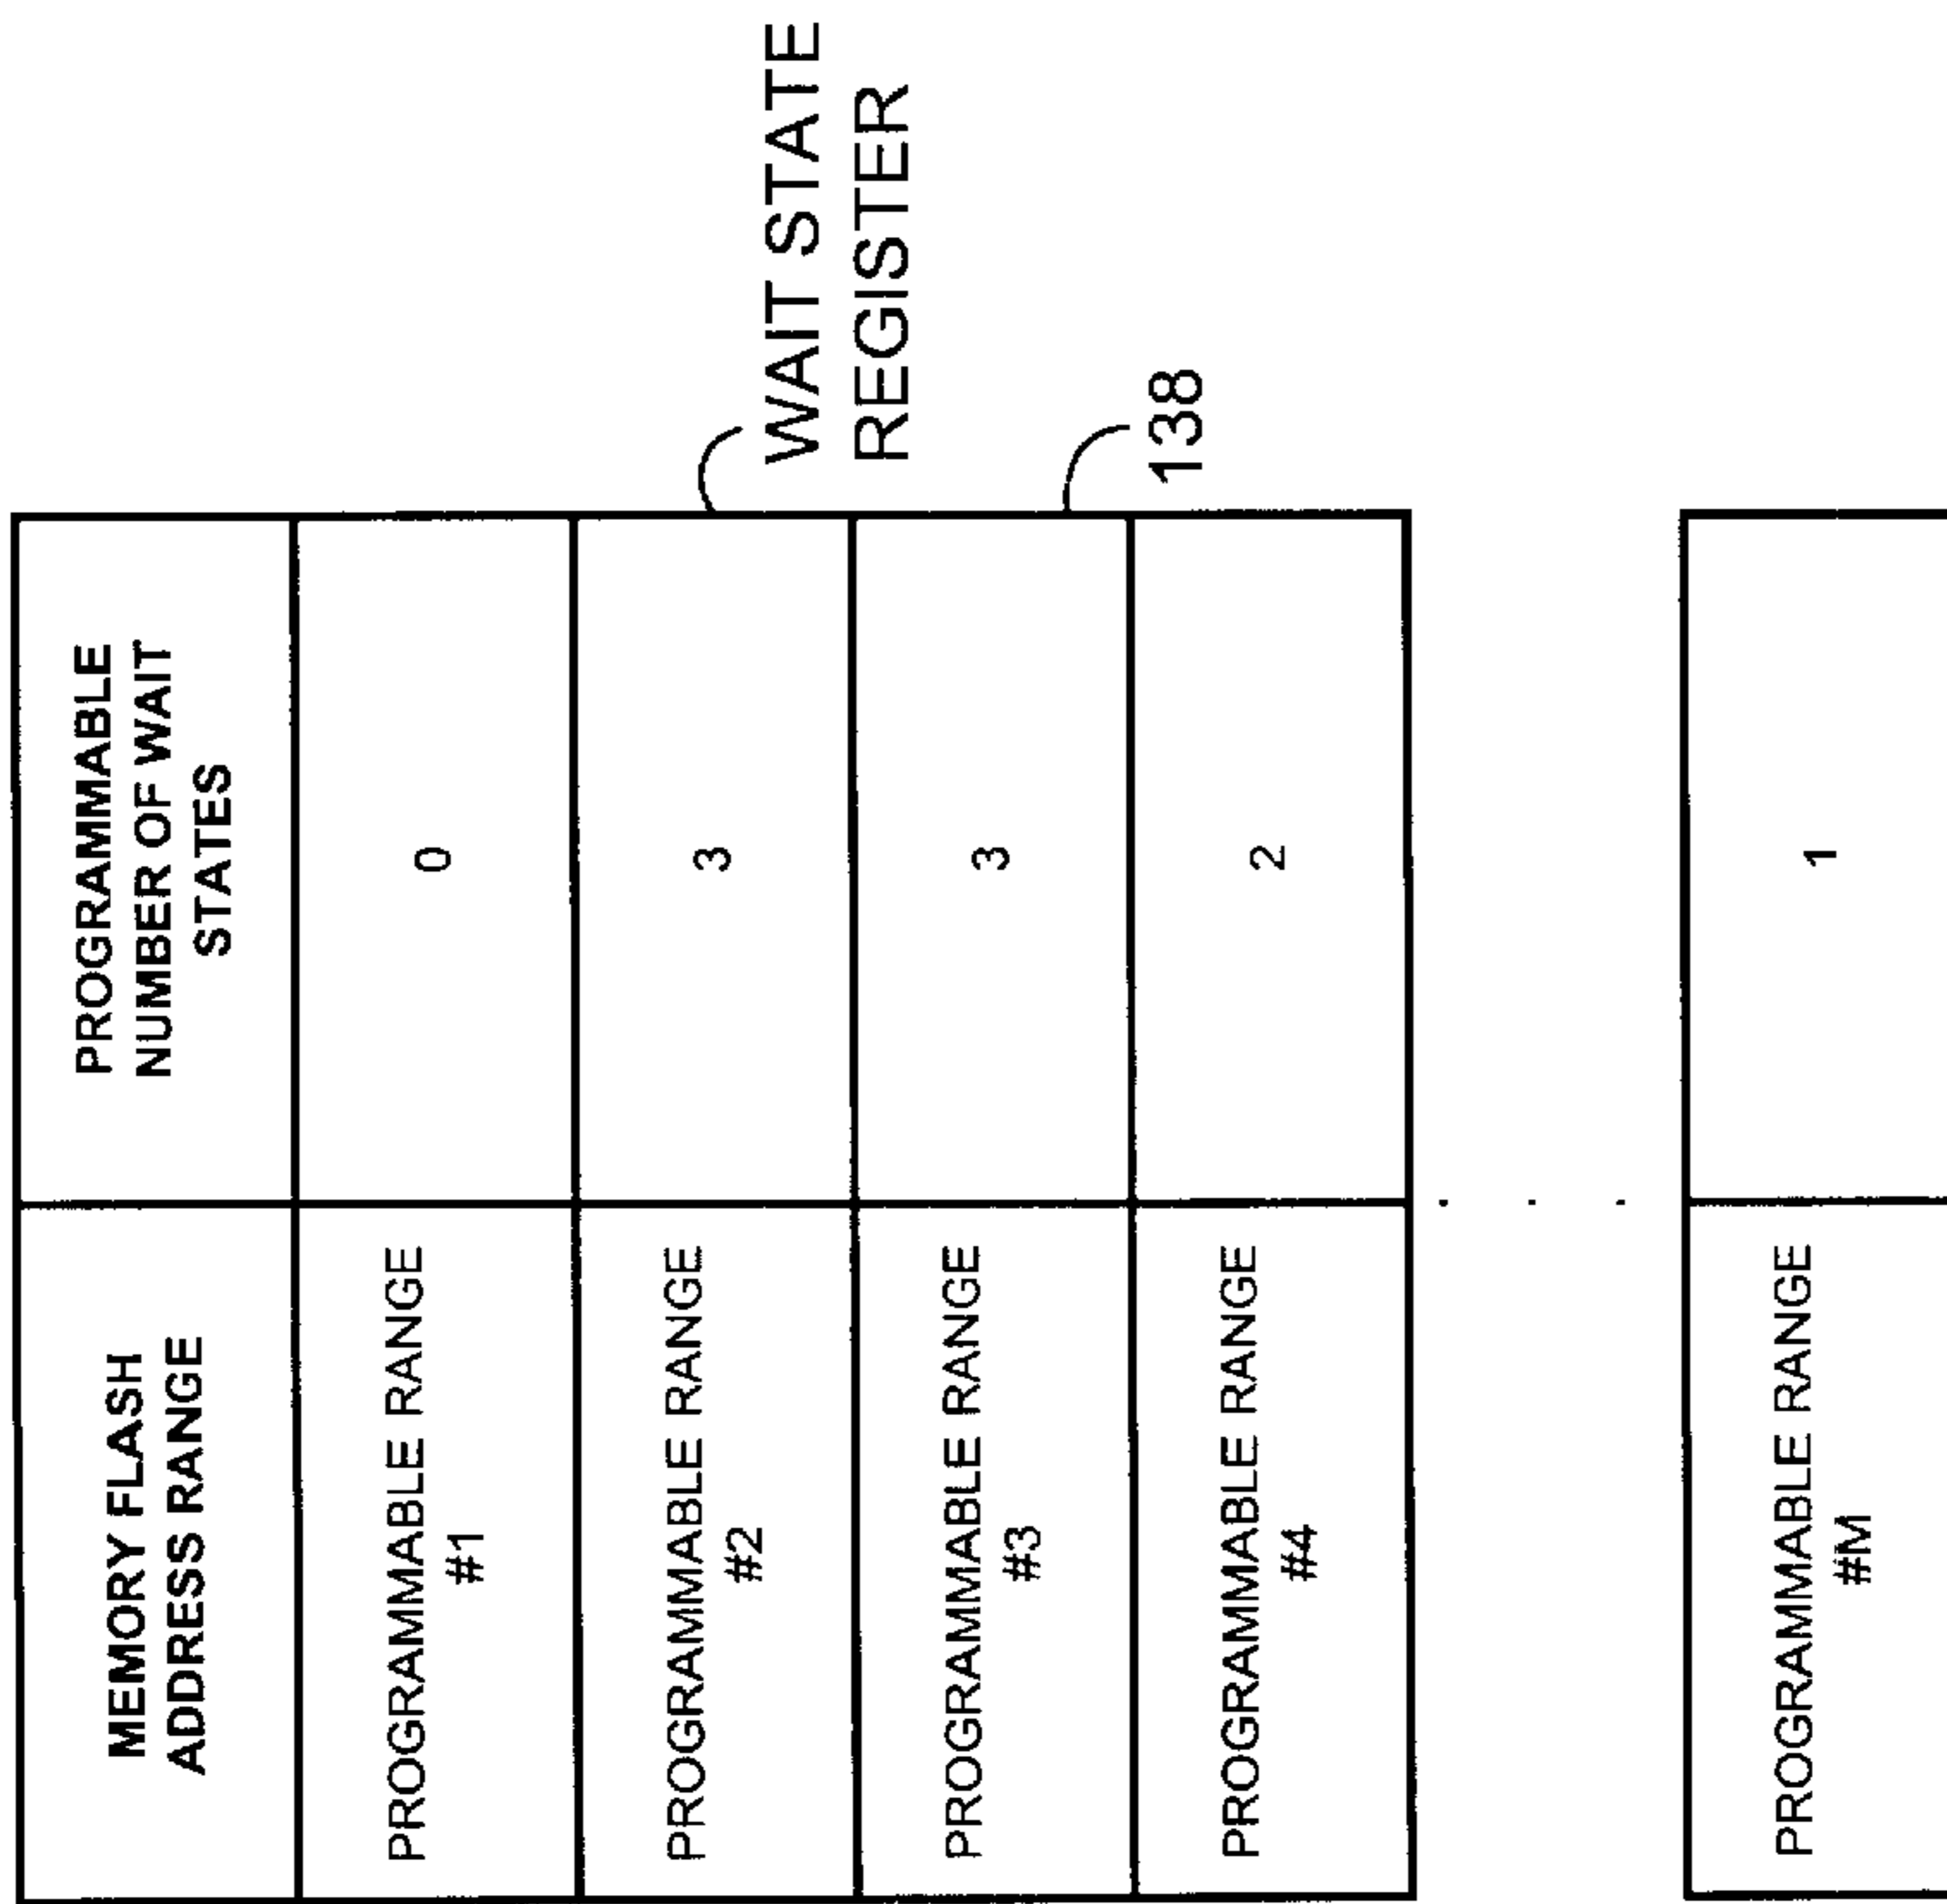 MEMORY FLASH
ADDRESS RANGE
PROGRAMMABLE
NUMBER OF WAIT
STATES
PROGRAMMABLE RANGE
#1
0
PROGRAMMABLE RANGE
#2
3
PROGRAMMABLE RANGE
#3
3
PROGRAMMABLE RANGE
#4
2
PROGRAMMABLE RANGE
#M
1
WAIT STATE
REGISTER
138